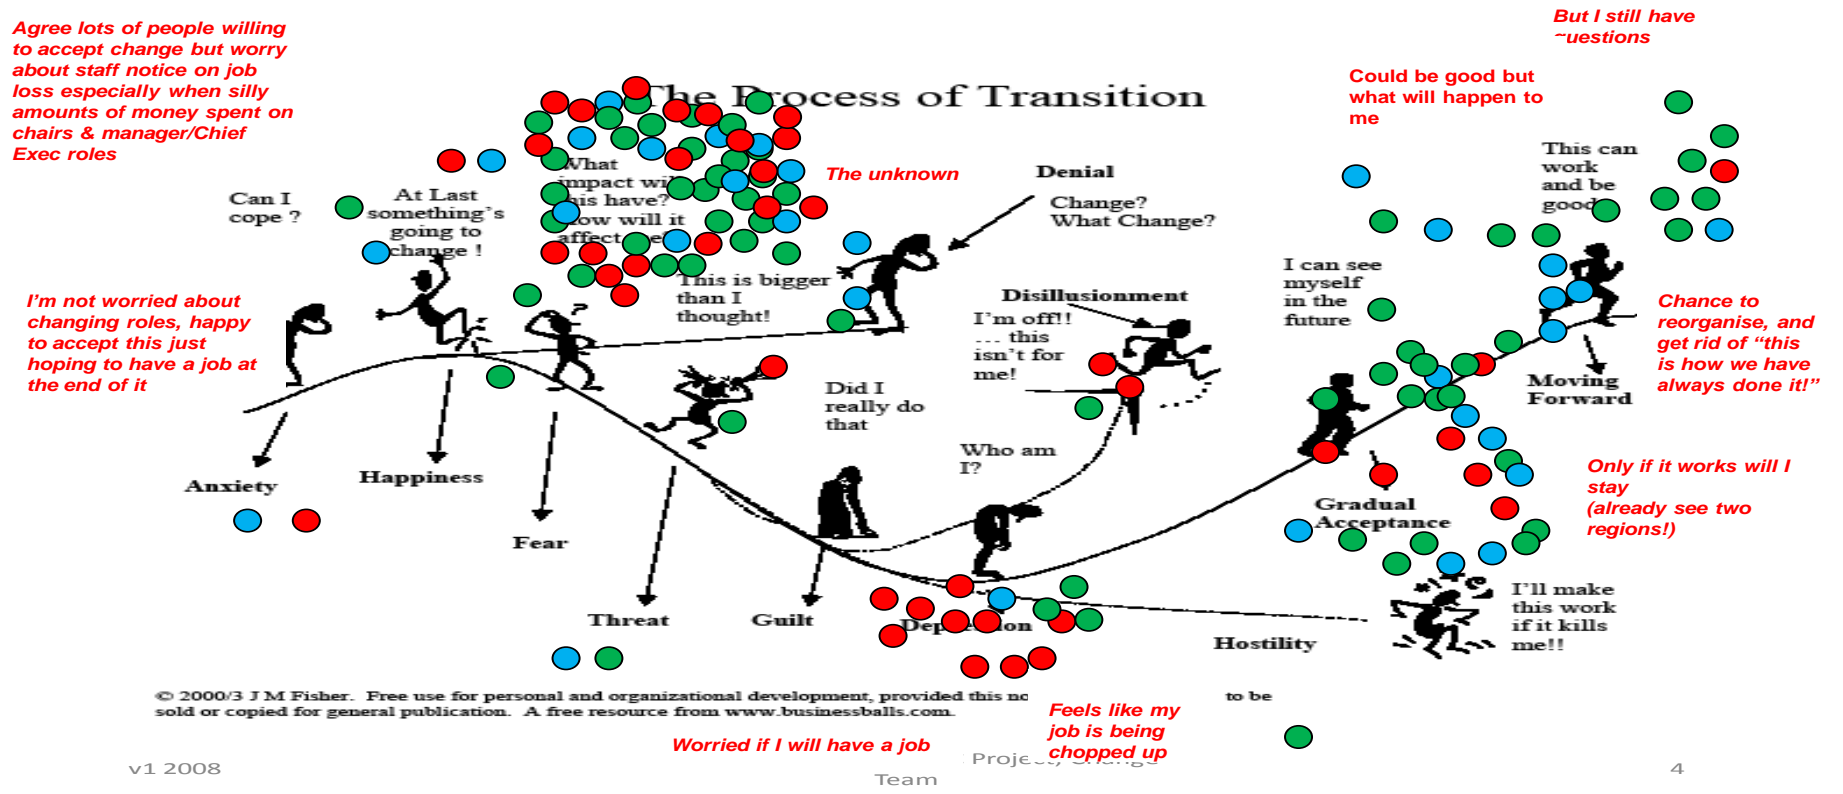 Agree lots of people willing
to accept change but worry
about staff notice on job
loss especially when silly
amounts of money spent on
chairs & manager/Chief
Exec roles
But I still have
uestions
Could be good but
what will happen to
me
The Process of Transition
This can
work
and be
good
Can I
cope ?
At Last
something's
going to
change !
What
impact
this have?
How will it
affect
The unknown
Denial
Change?
What Change?
This is bigger
than I
thought!
I can see
myself
in the
future
I'm not worried about
changing roles, happy
to accept this just
hoping to have a job at
the end of it
Disillusionment
I'm off!!
... this
isn't for
me!
Chance to
reorganise, and
get rid of “this
is how we have
always done it!”
Moving
Forward
Did I
really do
that
Who am
I?
Anxiety
Happiness
Fear
Threat
Guilt
Gradual
Acceptance
Only if it works will I
stay
(already see two
regions!)
Hostility
I'll make
this work
if it kills
me!!
© 2000/3 J M Fisher. Free use for personal and organizational development, provided this to be
sold or copied for general publication. A free resource from www.businessballs.com.
Feels like my
job is being
chopped up
Worried if I will have a job
v1 2008
Team
4